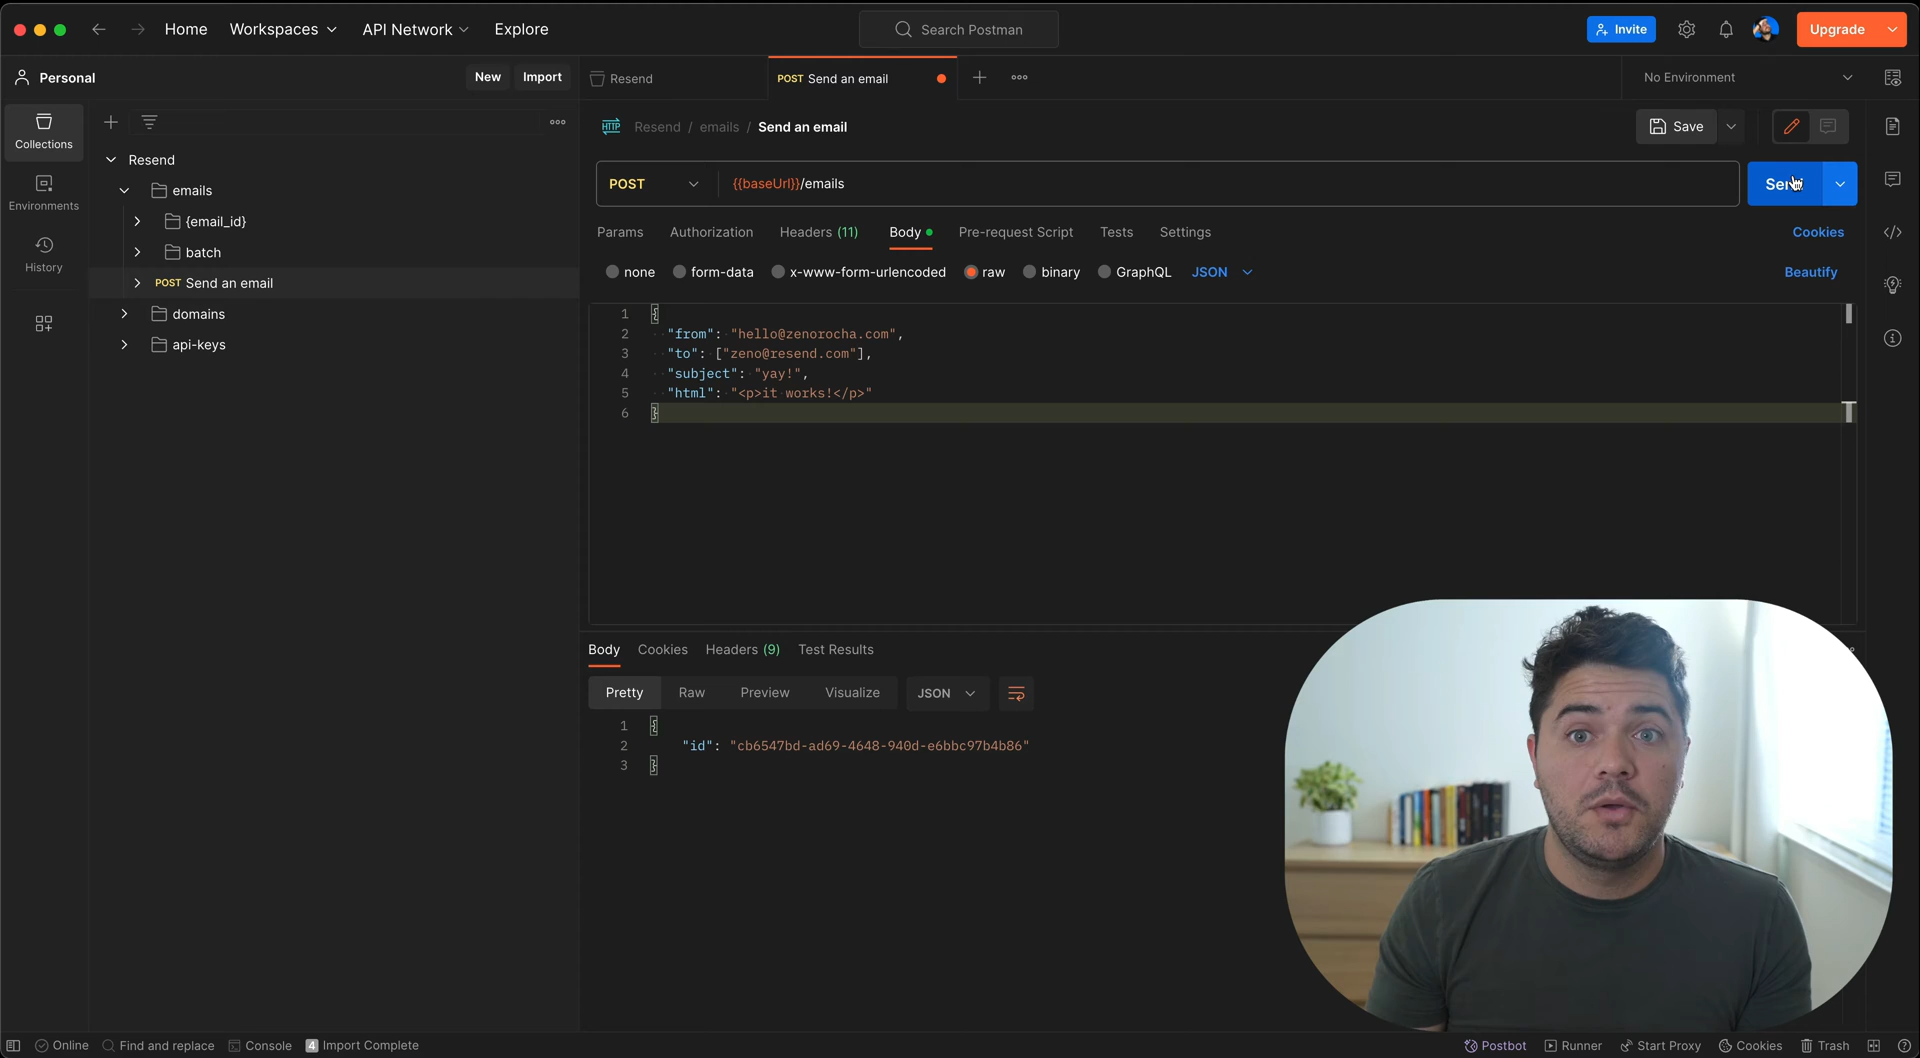 Home Workspaces API Network Explore Search Postman Invite Upgrade
Personal New Import Resend POST Send an email No Environment
Collections
Environments
History
Resend
emails
{email_id}
batch
POST Send an email
domains
api-keys
HTTP Resend / emails / Send an email Save
POST {{baseUrl}}/emails
Params Authorization Headers (11) Body Pre-request Script Tests Settings Cookies
none form-data x-www-form-urlencoded raw binary GraphQL JSON Beautify
1 {
2 "from": "hello@zenorocha.com",
3 "to": ["zeno@resend.com"],
4 "subject": "yay!",
5 "html": "<p>it works!</p>"
6 }
Body Cookies Headers (9) Test Results
Pretty Raw Preview Visualize JSON
1 {
2 "id": "cb6547bd-ad69-4648-940d-e6bbc97b4b86"
3 }
Online Find and replace Console 4 Import Complete Postbot Runner Start Proxy Cookies Trash